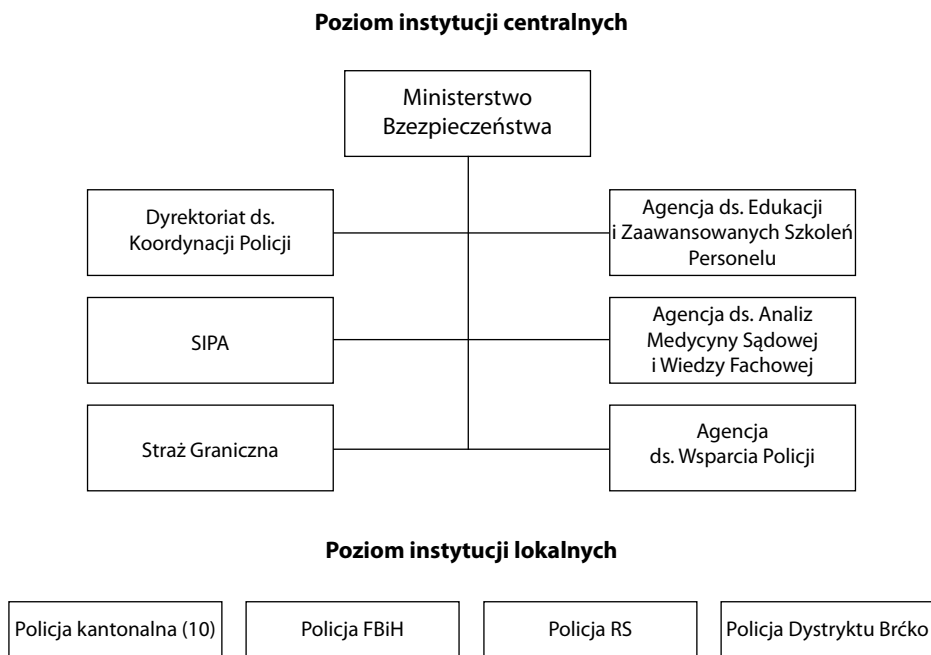 Poziom instytucji centralnych
Ministerstwo
Bzezpieczeństwa
Dyrektoriat ds.
Koordynacji Policji
Agencja ds. Edukacji
i Zaawansowanych Szkoleń
Personelu
SIPA
Agencja ds. Analiz
Medycyny Sądowej
i Wiedzy Fachowej
Straż Graniczna
Agencja
ds. Wsparcia Policji
Poziom instytucji lokalnych
Policja kantonalna (10)
Policja FBiH
Policja RS
Policja Dystryktu Brćko